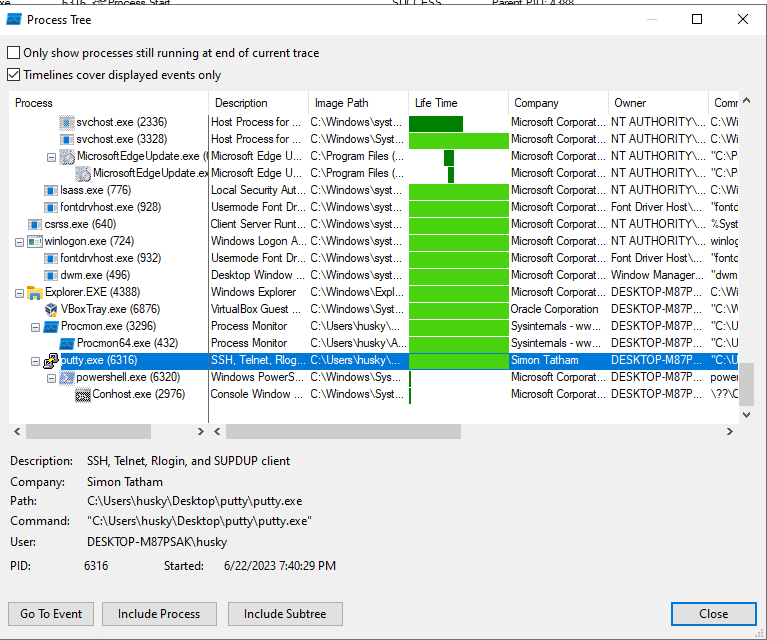 6316 Process Start SUCCESS Parent PID: 4388
Process Tree
Only show processes still running at end of current trace
Timelines cover displayed events only
Process Description Image Path Life Time Company Owner Comm
svchost.exe (2336) Host Process for ... C:\Windows\syst... Microsoft Corporat... NT AUTHORITY\... C:\Wi
svchost.exe (3328) Host Process for ... C:\Windows\Syst... Microsoft Corporat... NT AUTHORITY\... C:\Wi
MicrosoftEdgeUpdate.exe ( Microsoft Edge U... C:\Program Files (... Microsoft Corporat... NT AUTHORITY\... "C:\P
MicrosoftEdgeUpdate.ex Microsoft Edge U... C:\Program Files (... Microsoft Corporat... NT AUTHORITY\... "C:\P
lsass.exe (776) Local Security Aut... C:\Windows\syst... Microsoft Corporat... NT AUTHORITY\... C:\Wi
fontdrvhost.exe (928) Usermode Font Dr... C:\Windows\syst... Microsoft Corporat... Font Driver Host\... "fontd
csrss.exe (640) Client Server Runt... C:\Windows\syst... Microsoft Corporat... NT AUTHORITY\... %Syst
winlogon.exe (724) Windows Logon A... C:\Windows\syst... Microsoft Corporat... NT AUTHORITY\... winlog
fontdrvhost.exe (932) Usermode Font Dr... C:\Windows\syst... Microsoft Corporat... Font Driver Host\... "fontd
dwm.exe (496) Desktop Window ... C:\Windows\syst... Microsoft Corporat... Window Manager... "dwm
Explorer.EXE (4388) Windows Explorer C:\Windows\Expl... Microsoft Corporat... DESKTOP-M87P... C:\Wi
VBoxTray.exe (6876) VirtualBox Guest ... C:\Windows\Syst... Oracle Corporation DESKTOP-M87P... "C:\W
Procmon.exe (3296) Process Monitor C:\Users\husky\... Sysinternals - ww... DESKTOP-M87P... "C:\U
Procmon64.exe (432) Process Monitor C:\Users\husky\A... Sysinternals - ww... DESKTOP-M87P... "C:\U
putty.exe (6316) SSH, Telnet, Rlog... C:\Users\husky\... Simon Tatham DESKTOP-M87P... "C:\U
powershell.exe (6320) Windows PowerS... C:\Windows\Sys... Microsoft Corporat... DESKTOP-M87P... power
Conhost.exe (2976) Console Window ... C:\Windows\Syst... Microsoft Corporat... DESKTOP-M87P... \??\C
Description: SSH, Telnet, Rlogin, and SUPDUP client
Company: Simon Tatham
Path: C:\Users\husky\Desktop\putty\putty.exe
Command: "C:\Users\husky\Desktop\putty\putty.exe"
User: DESKTOP-M87PSAK\husky
PID: 6316 Started: 6/22/2023 7:40:29 PM
Go To Event Include Process Include Subtree Close